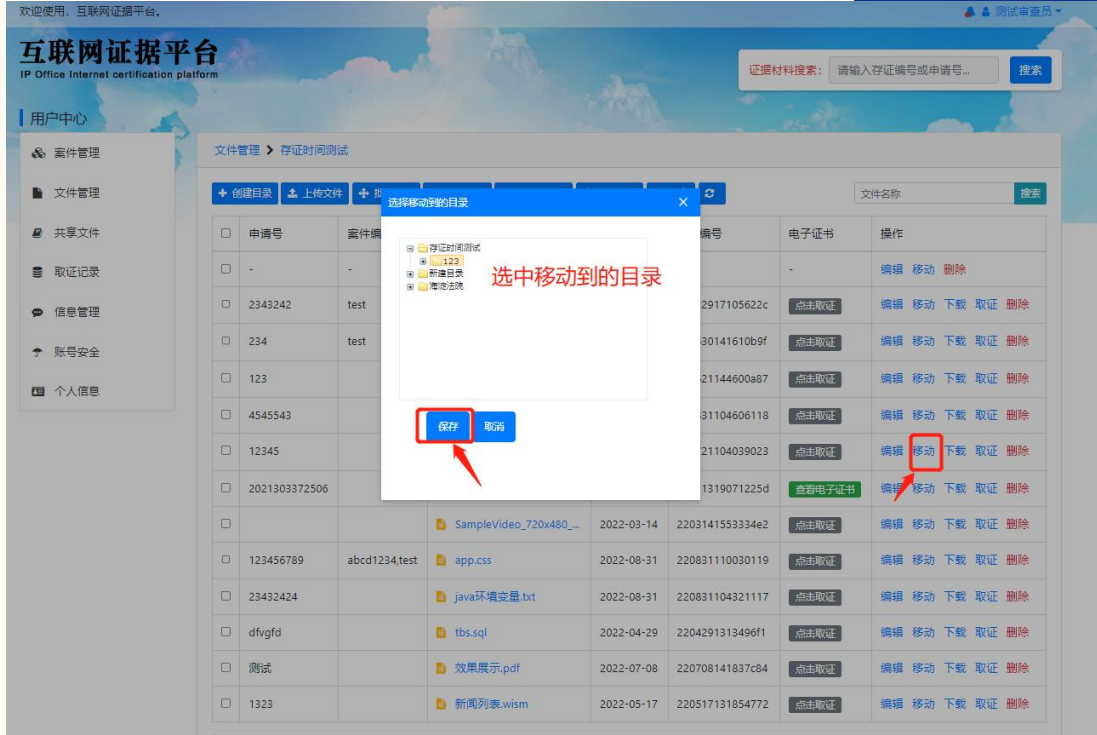 欢迎使用，互联网证据平台。
测试审查员
互联网证据平台
IP Office Internet certification platform
证据材料搜索： 请输入存证编号或申请号... 搜索
用户中心
案件管理
文件管理
共享文件
取证记录
信息管理
账号安全
个人信息
文件管理 存证时间测试
创建目录 上传文件 文件名称 搜索
选择移动到的目录 ×
存证时间测试
123
新建目录
海淀法院
选中移动到的目录
保存 取消
申请号 案件编 编号 电子证书 操作
- - - 编辑 移动 删除
2343242 test 2917105622c 点击取证 编辑 移动 下载 取证 删除
234 test 30141610b9f 点击取证 编辑 移动 下载 取证 删除
123 21144600a87 点击取证 编辑 移动 下载 取证 删除
4545543 31104606118 点击取证 编辑 移动 下载 取证 删除
12345 21104039023 点击取证 编辑 移动 下载 取证 删除
2021303372506 1319071225d 查看电子证书 编辑 移动 下载 取证 删除
SampleVideo_720x480_... 2022-03-14 2203141553334e2 点击取证 编辑 移动 下载 取证 删除
123456789 abcd1234,test app.css 2022-08-31 220831110030119 点击取证 编辑 移动 下载 取证 删除
23432424 java环境变量.txt 2022-08-31 220831104321117 点击取证 编辑 移动 下载 取证 删除
dfvgfd tbs.sql 2022-04-29 2204291313496f1 点击取证 编辑 移动 下载 取证 删除
测试 效果展示.pdf 2022-07-08 220708141837c84 点击取证 编辑 移动 下载 取证 删除
1323 新闻列表.wism 2022-05-17 220517131854772 点击取证 编辑 移动 下载 取证 删除